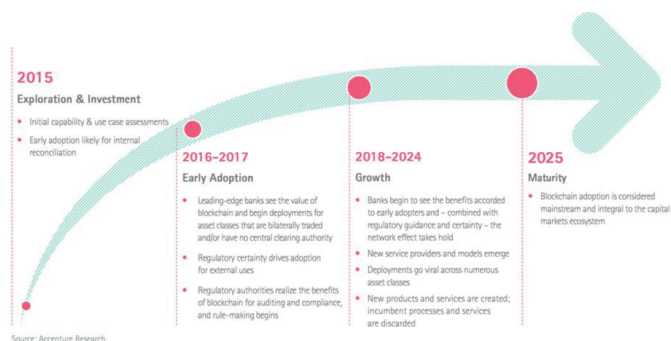 2015
Exploration & Investment
• Initial capability & use case assessments
• Early adoption likely for internal
reconciliation
2016-2017
Early Adoption
• Leading-edge banks see the value of
blockchain and begin deployments for
asset classes that are bilaterally traded
and/or have no central clearing authority
• Regulatory certainty drives adoption
for external uses
• Regulatory authorities realize the benefits
of blockchain for auditing and compliance,
and rule-making begins
2018-2024
Growth
• Banks begin to see the benefits accorded
to early adopters and – combined with
regulatory guidance and certainty – the
network effect takes hold
• New service providers and models emerge
• Deployments go viral across numerous
asset classes
• New products and services are created;
incumbent processes and services
are discarded
2025
Maturity
• Blockchain adoption is considered
mainstream and integral to the capital
markets ecosystem
Source: Accenture Research